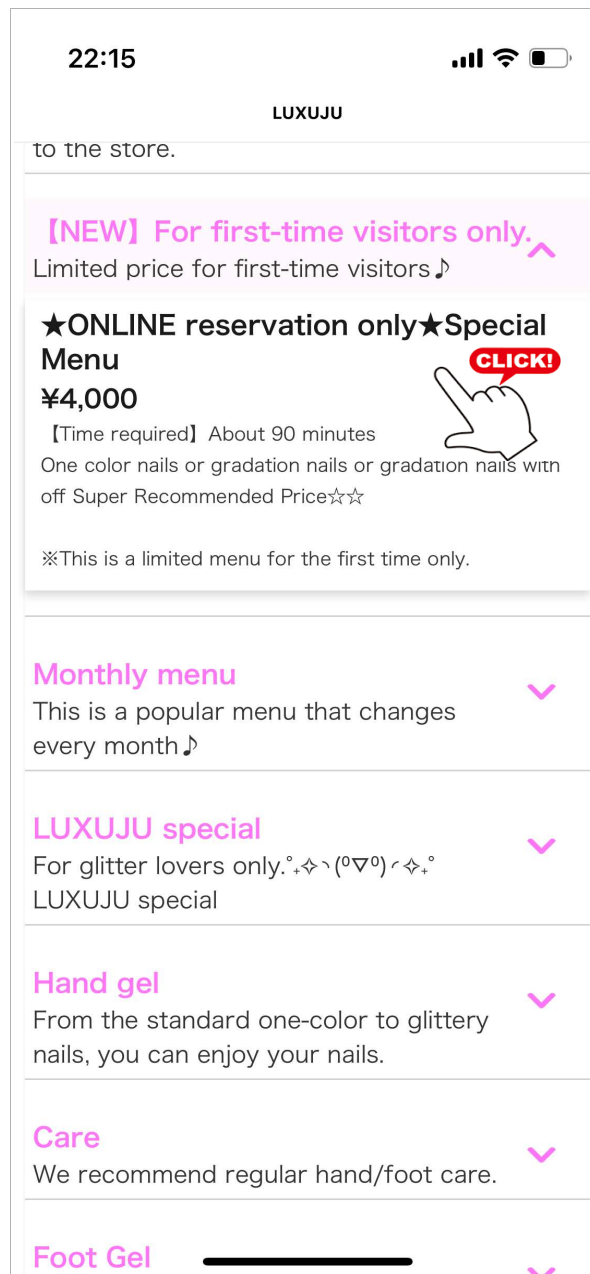 22:15
LUXUJU
to the store.
【NEW】For first-time visitors only.
Limited price for first-time visitors♪
★ONLINE reservation only★Special
Menu
CLICK!
¥4,000
【Time required】About 90 minutes
One color nails or gradation nails or gradation nails with
off Super Recommended Price☆☆
※This is a limited menu for the first time only.
Monthly menu
This is a popular menu that changes
every month♪
LUXUJU special
For glitter lovers only.˚₊✧ヽ(⁰∇⁰)ノ✧₊˚
LUXUJU special
Hand gel
From the standard one-color to glittery
nails, you can enjoy your nails.
Care
We recommend regular hand/foot care.
Foot Gel